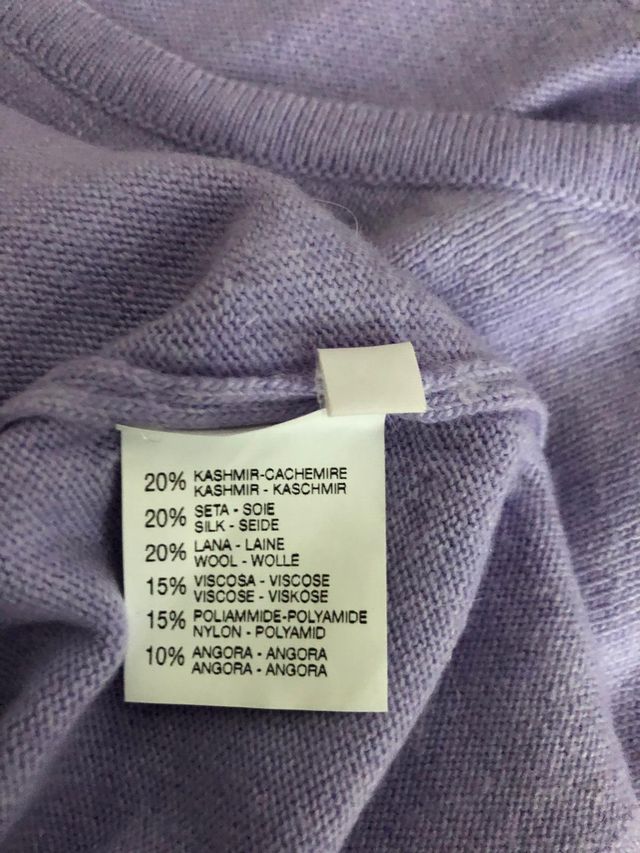 20% KASHMIR-CACHEMIRE
KASHMIR - KASCHMIR
20% SETA - SOIE
SILK - SEIDE
20% LANA - LAINE
WOOL - WOLLE
15% VISCOSA - VISCOSE
VISCOSE - VISKOSE
15% POLIAMMIDE-POLYAMIDE
NYLON - POLYAMID
10% ANGORA - ANGORA
ANGORA - ANGORA